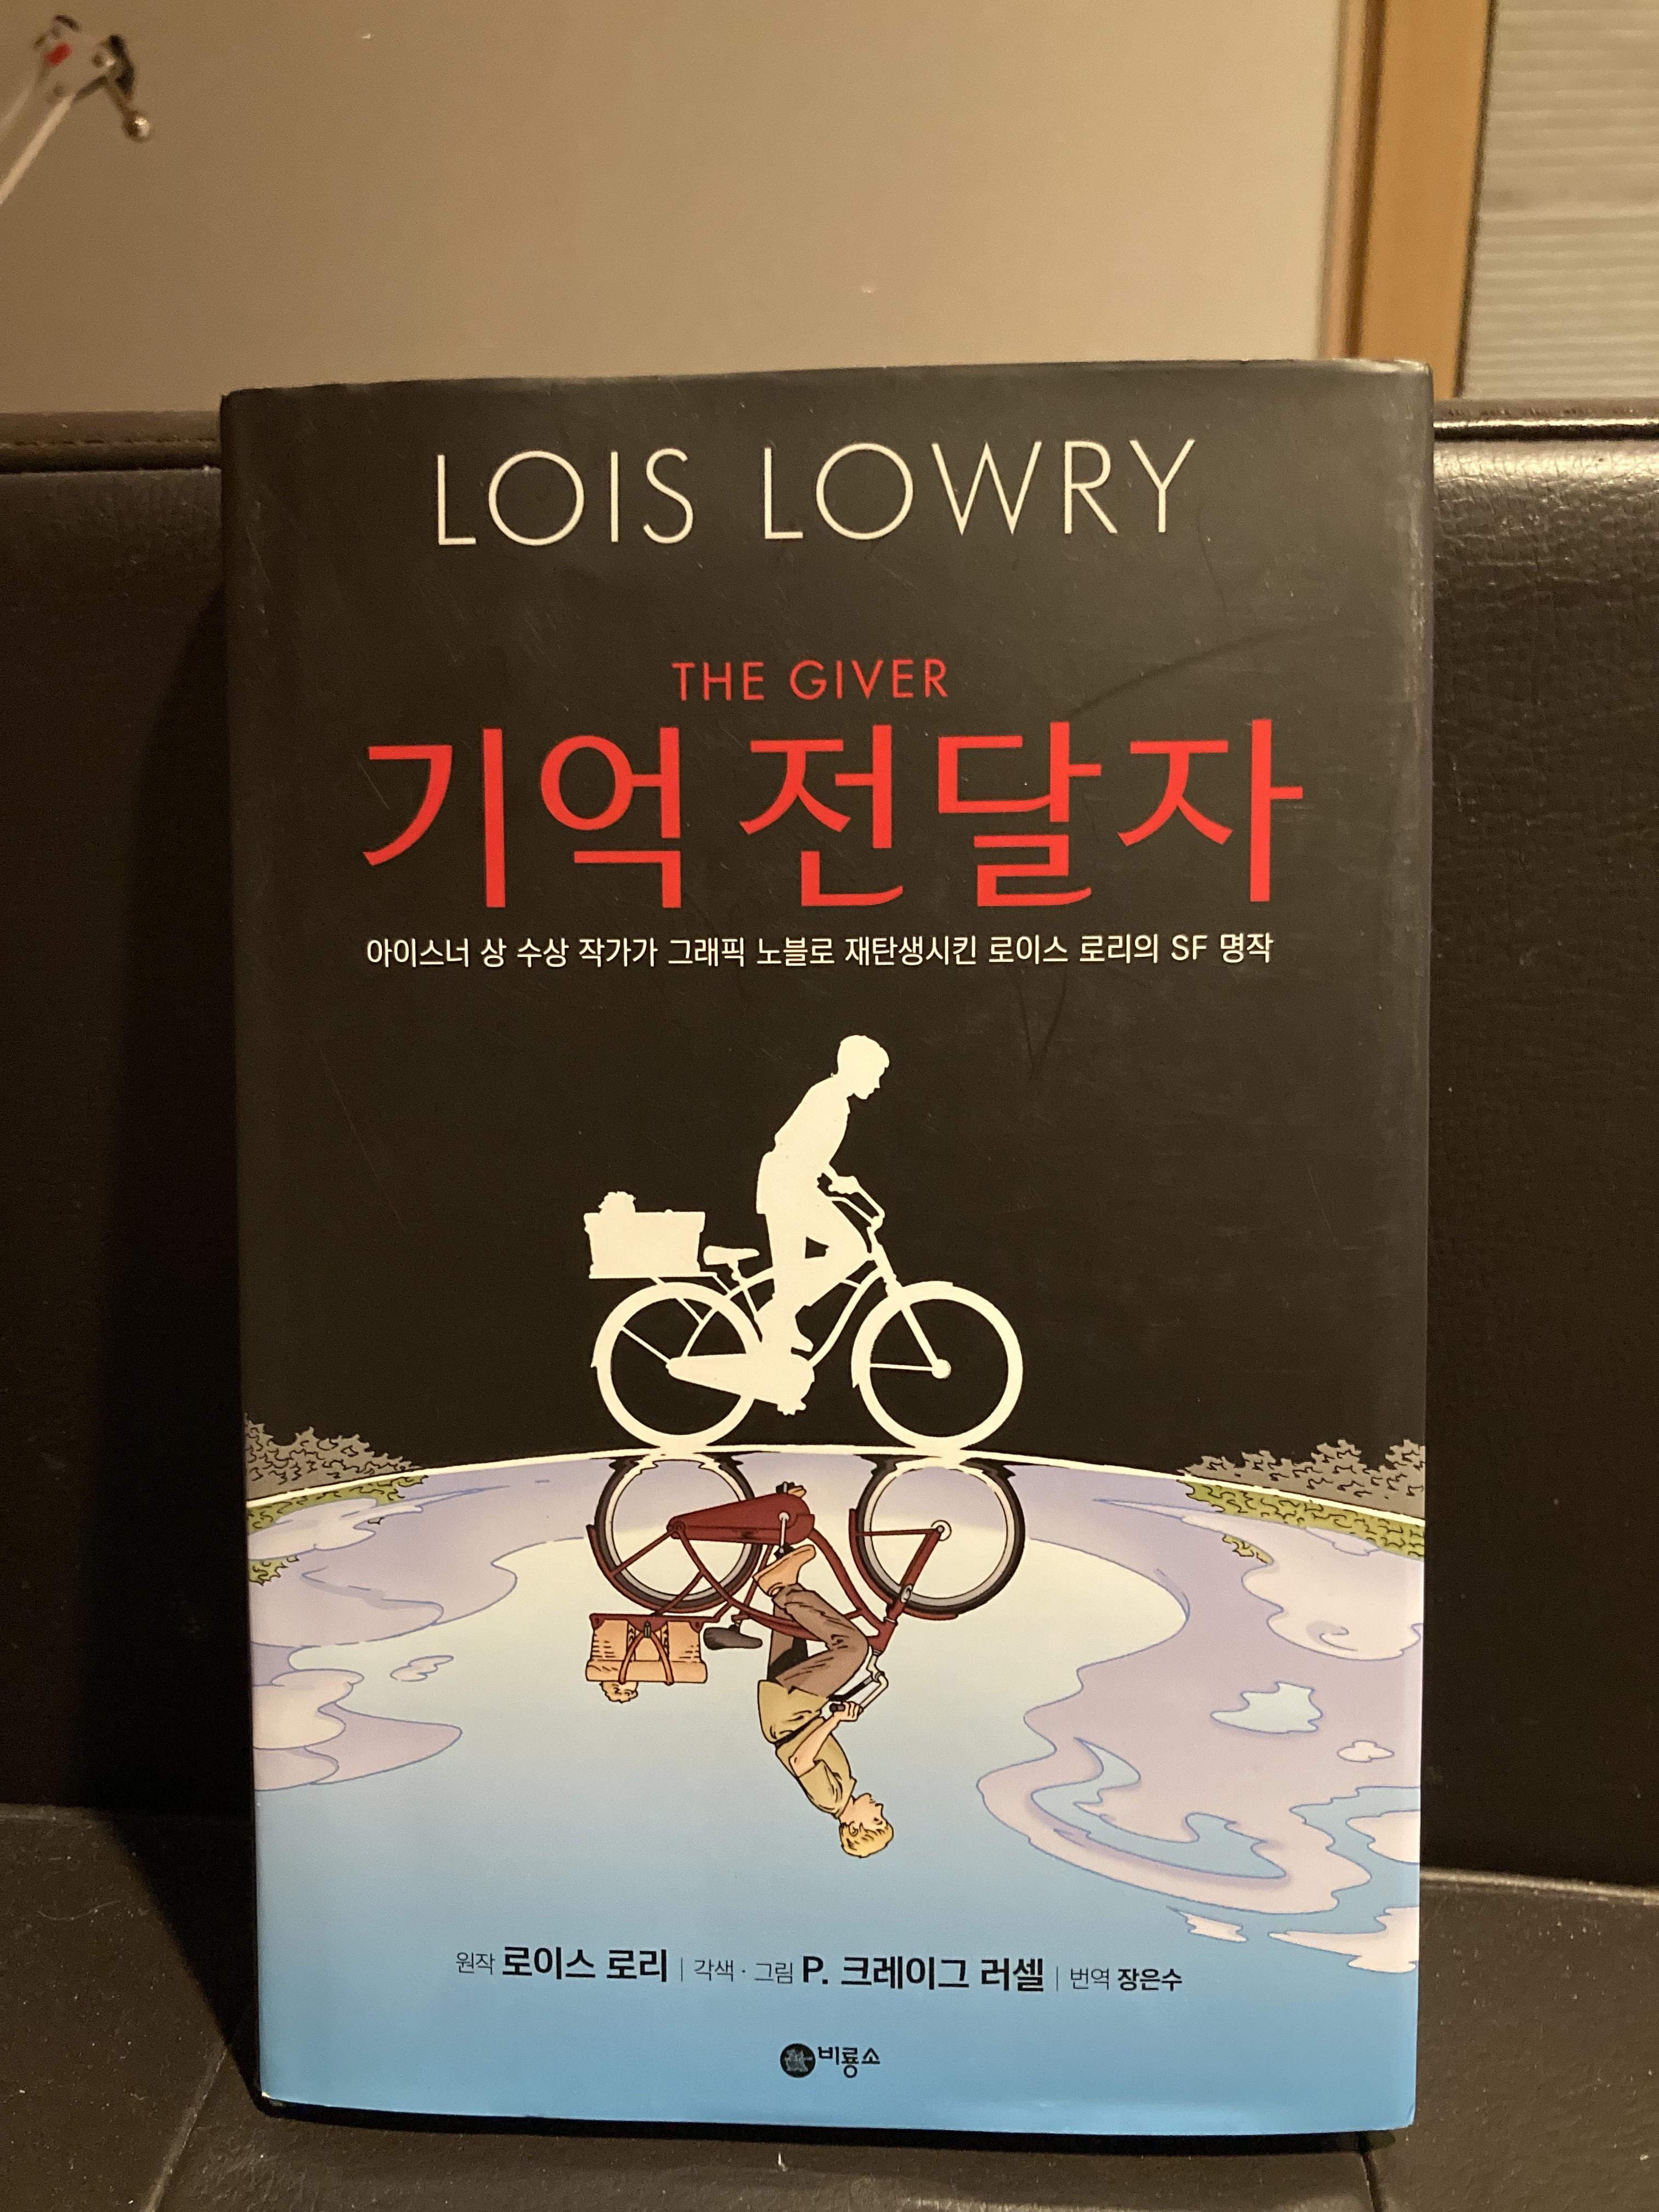 LOIS LOWRY
THE GIVER
기억 전달자
아이스너 상 수상 작가가 그래픽 노블로 재탄생시킨 로이스 로리의 SF 명작
원작 로이스 로리 | 각색·그림 P. 크레이그 러셀 | 번역 장은수
비룡소